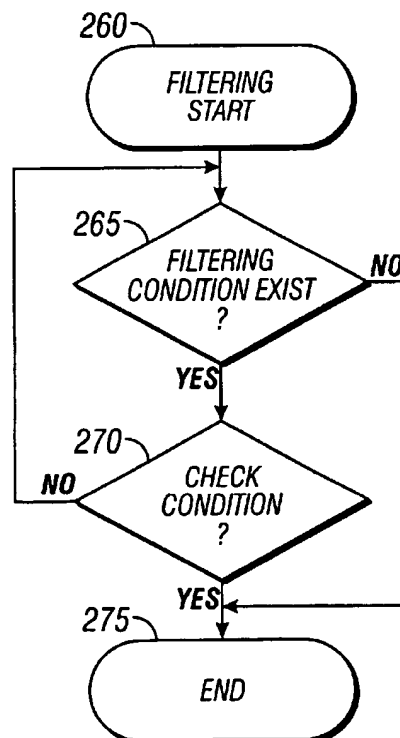 260
FILTERING
START
265
FILTERING
CONDITION EXIST
?
NO
YES
270
CHECK
CONDITION
?
NO
YES
275
END